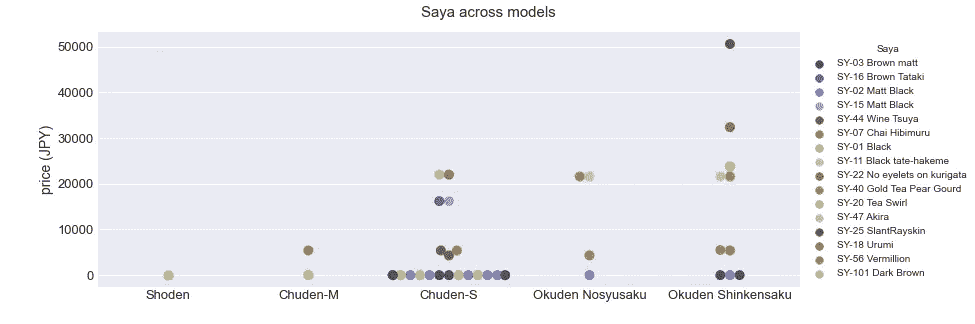 Saya across models
price (JPY)
50000
40000
30000
20000
10000
0
Shoden Chuden-M Chuden-S Okuden Nosyusaku Okuden Shinkensaku
Saya
SY-03 Brown matt
SY-16 Brown Tataki
SY-02 Matt Black
SY-15 Matt Black
SY-44 Wine Tsuya
SY-07 Chai Hibimuru
SY-01 Black
SY-11 Black tate-hakeme
SY-22 No eyelets on kurigata
SY-40 Gold Tea Pear Gourd
SY-20 Tea Swirl
SY-47 Akira
SY-25 SlantRayskin
SY-18 Urumi
SY-56 Vermillion
SY-101 Dark Brown